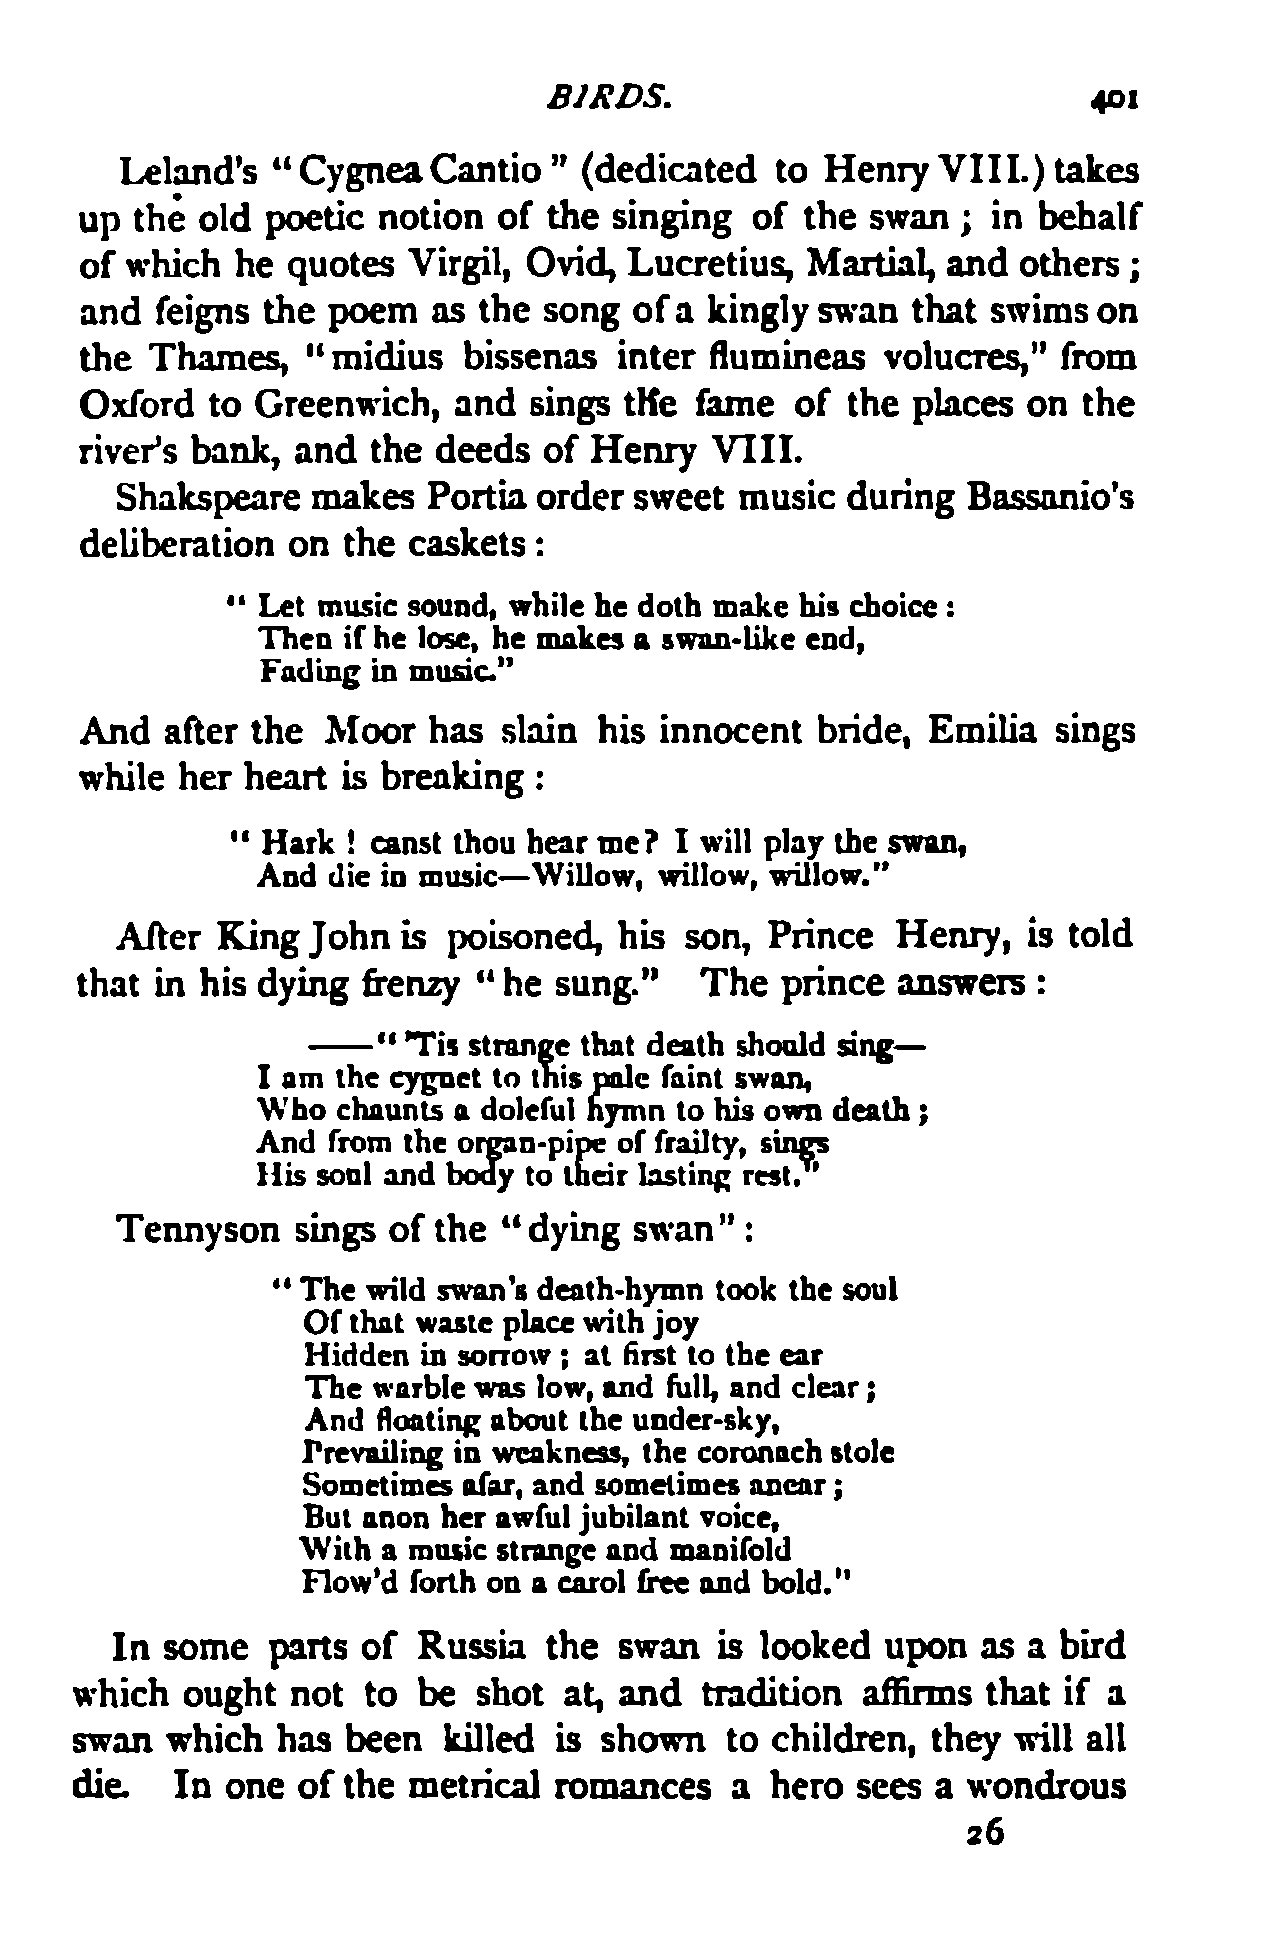 BIRDS. 401
Leland's "Cygnea Cantio" (dedicated to Henry VIII.) takes
up the old poetic notion of the singing of the swan ; in behalf
of which he quotes Virgil, Ovid, Lucretius, Martial, and others ;
and feigns the poem as the song of a kingly swan that swims on
the Thames, "midius bissenas inter flumineas volucres," from
Oxford to Greenwich, and sings the fame of the places on the
river's bank, and the deeds of Henry VIII.
Shakspeare makes Portia order sweet music during Bassanio's
deliberation on the caskets :
" Let music sound, while he doth make his choice :
Then if he lose, he makes a swan-like end,
Fading in music."
And after the Moor has slain his innocent bride, Emilia sings
while her heart is breaking :
" Hark ! canst thou hear me? I will play the swan,
And die in music—Willow, willow, willow."
After King John is poisoned, his son, Prince Henry, is told
that in his dying frenzy "he sung." The prince answers :
——"'Tis strange that death should sing—
I am the cygnet to this pale faint swan,
Who chaunts a doleful hymn to his own death ;
And from the organ-pipe of frailty, sings
His soul and body to their lasting rest."
Tennyson sings of the "dying swan" :
"The wild swan's death-hymn took the soul
Of that waste place with joy
Hidden in sorrow ; at first to the ear
The warble was low, and full, and clear ;
And floating about the under-sky,
Prevailing in weakness, the coronach stole
Sometimes afar, and sometimes anear ;
But anon her awful jubilant voice,
With a music strange and manifold
Flow'd forth on a carol free and bold."
In some parts of Russia the swan is looked upon as a bird
which ought not to be shot at, and tradition affirms that if a
swan which has been killed is shown to children, they will all
die. In one of the metrical romances a hero sees a wondrous
26